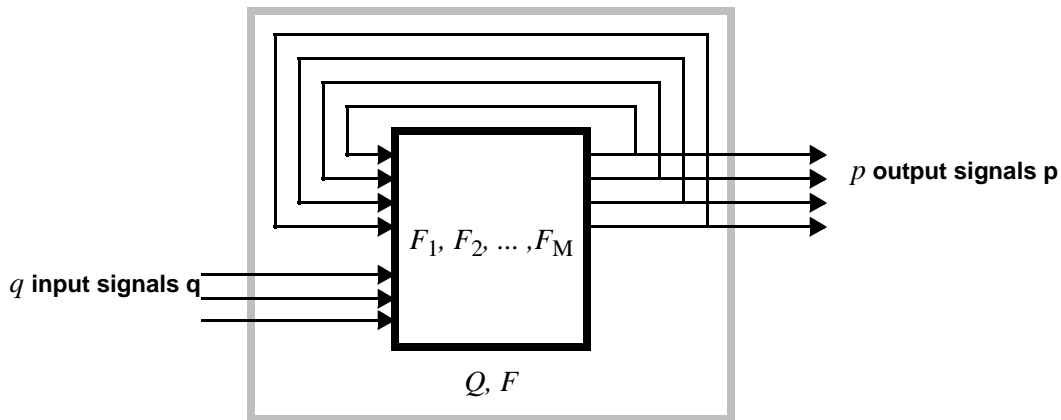 p output signals p
F1, F2, ... ,FM
q input signals q
Q, F